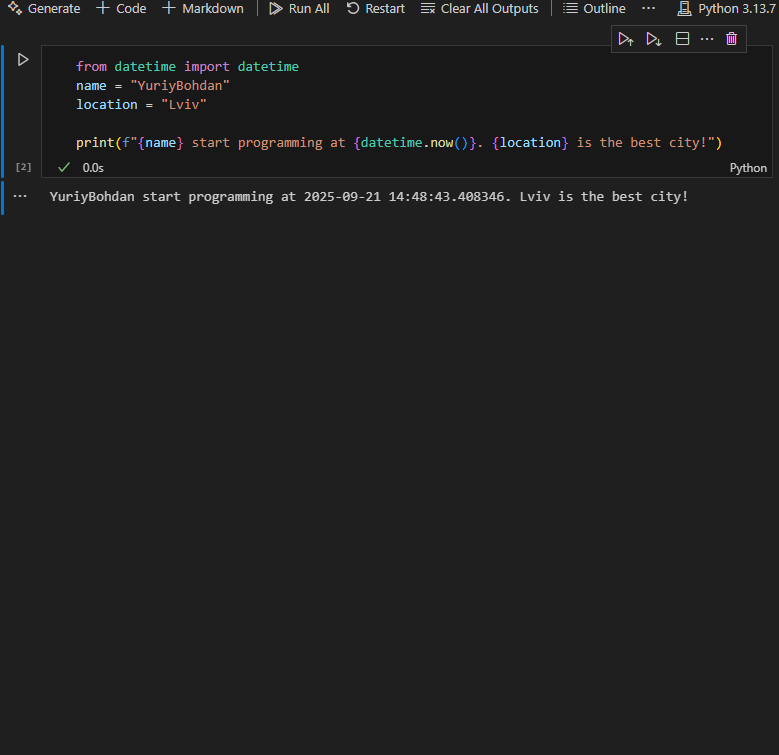 Generate + Code + Markdown Run All Restart Clear All Outputs Outline ... Python 3.13.7
...
from datetime import datetime
name = "YuriyBohdan"
location = "Lviv"
print(f"{name} start programming at {datetime.now()}. {location} is the best city!")
[2] ✓ 0.0s Python
... YuriyBohdan start programming at 2025-09-21 14:48:43.408346. Lviv is the best city!